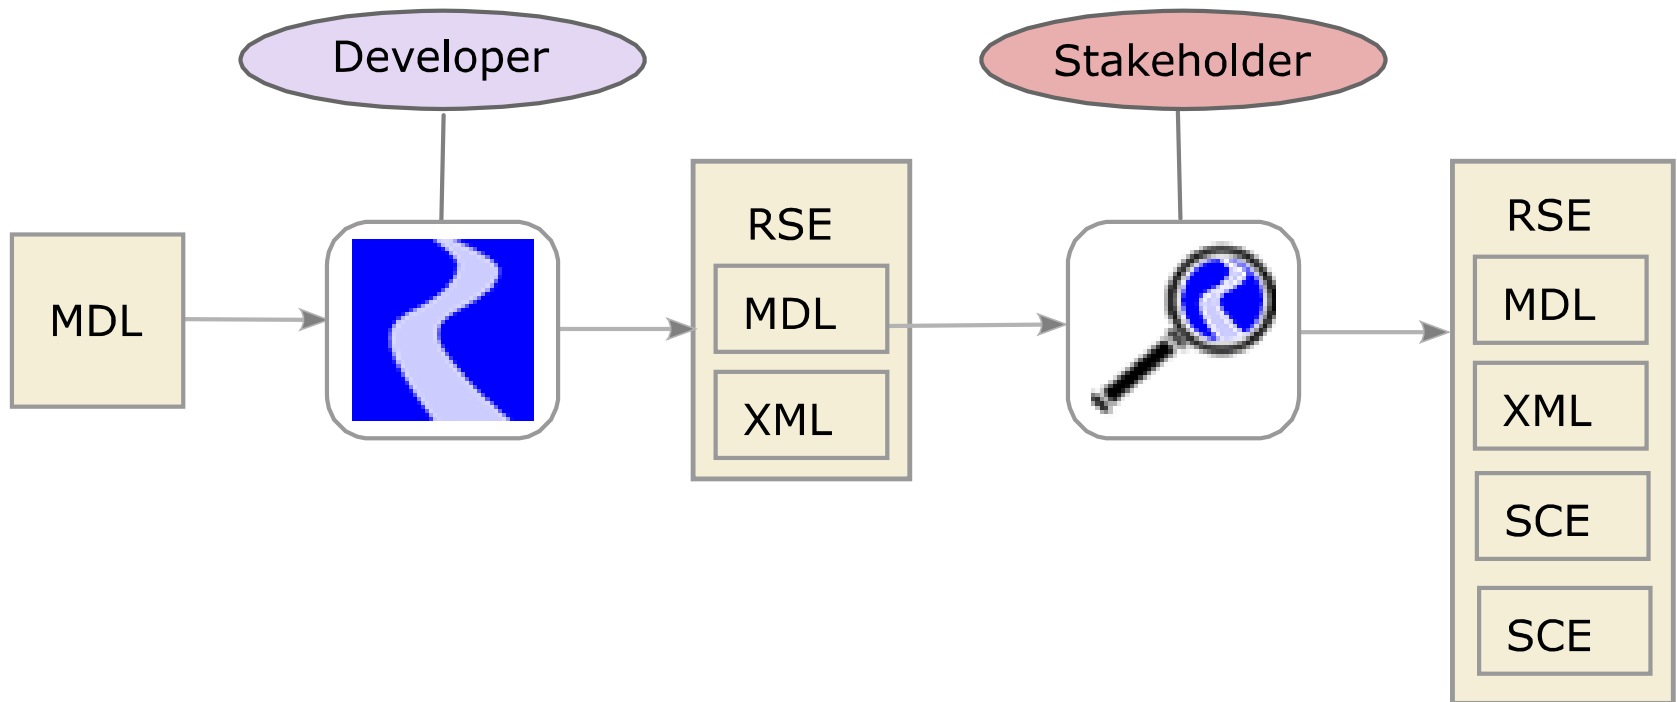 Developer
Stakeholder
MDL
RSE
MDL
XML
RSE
MDL
XML
SCE
SCE